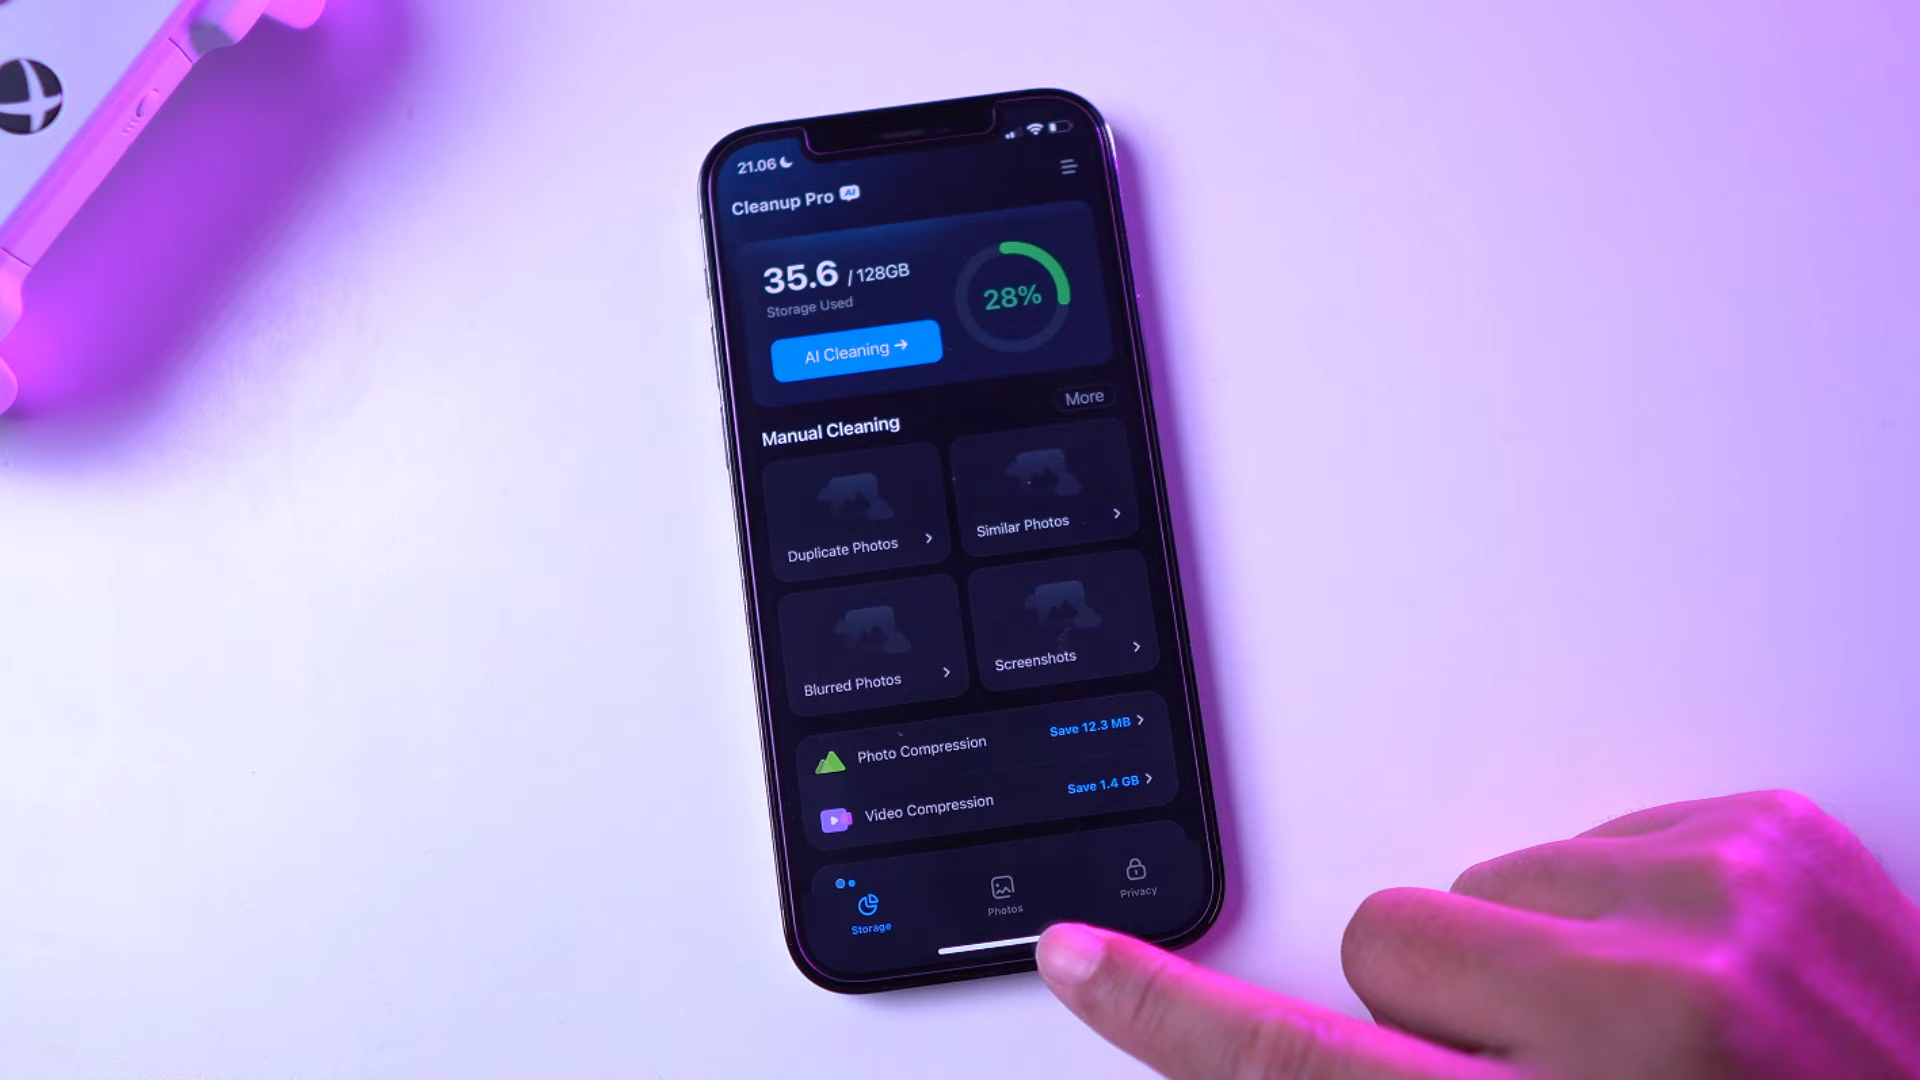 21.06
Cleanup Pro AI
35.6 / 128GB
Storage Used
28%
AI Cleaning →
Manual Cleaning
More
Duplicate Photos
Similar Photos
Blurred Photos
Screenshots
Photo Compression
Save 12.3 MB
Video Compression
Save 1.4 GB
Storage
Photos
Privacy